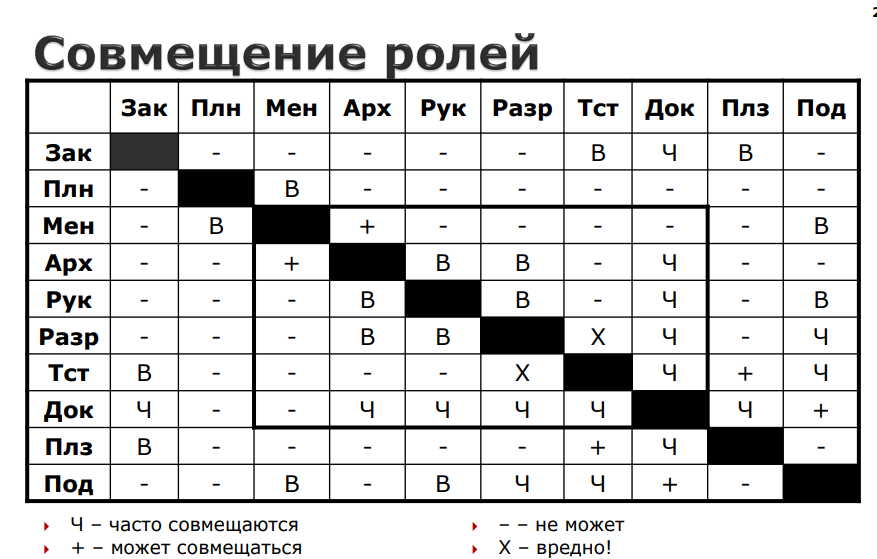 2
Совмещение ролей
Зак Плн Мен Арх Рук Разр Тст Док Плз Под
Зак - - - - - В Ч В -
Плн - В - - - - - - -
Мен - В + - - - - - В
Арх - - + В В - Ч - -
Рук - - - В В - Ч - В
Разр - - - В В Х Ч - Ч
Тст В - - - - Х Ч + Ч
Док Ч - - Ч Ч Ч Ч Ч +
Плз В - - - - - + Ч -
Под - - В - В Ч Ч + -
Ч – часто совмещаются
+ – может совмещаться
– – не может
Х – вредно!